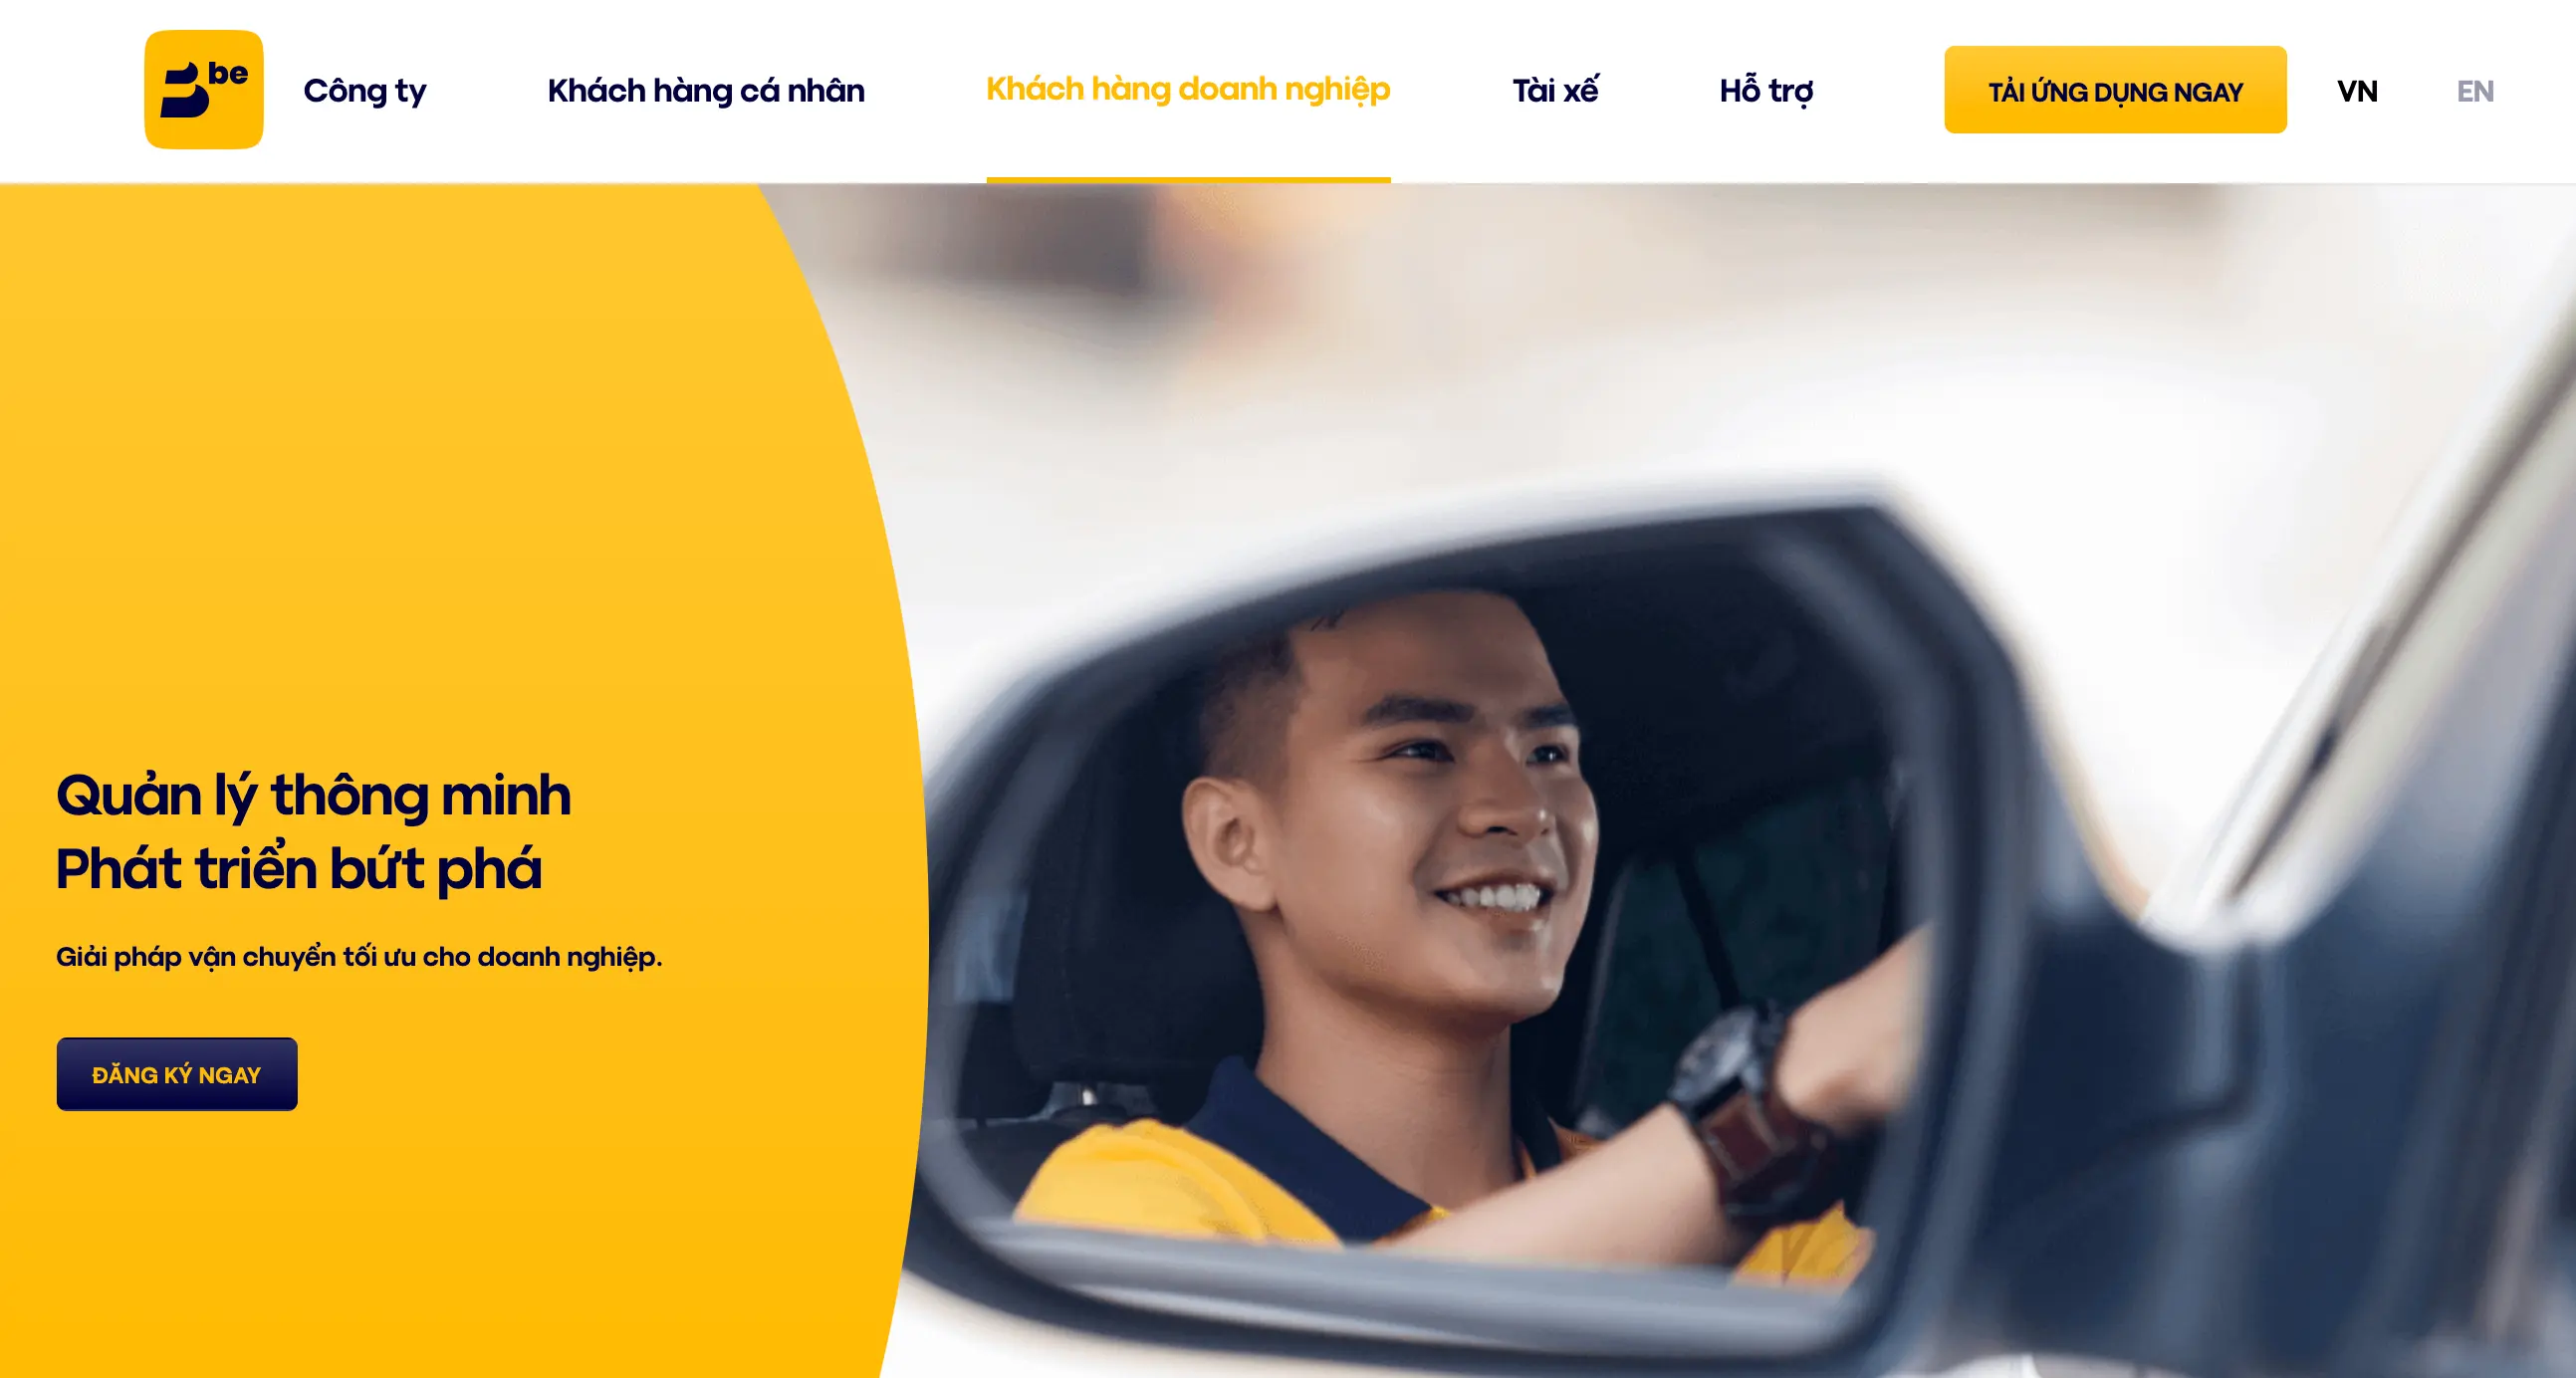 be
Công ty
Khách hàng cá nhân
Khách hàng doanh nghiệp
Tài xế
Hỗ trợ
TẢI ỨNG DỤNG NGAY
VN
EN
Quản lý thông minh
Phát triển bứt phá
Giải pháp vận chuyển tối ưu cho doanh nghiệp.
ĐĂNG KÝ NGAY